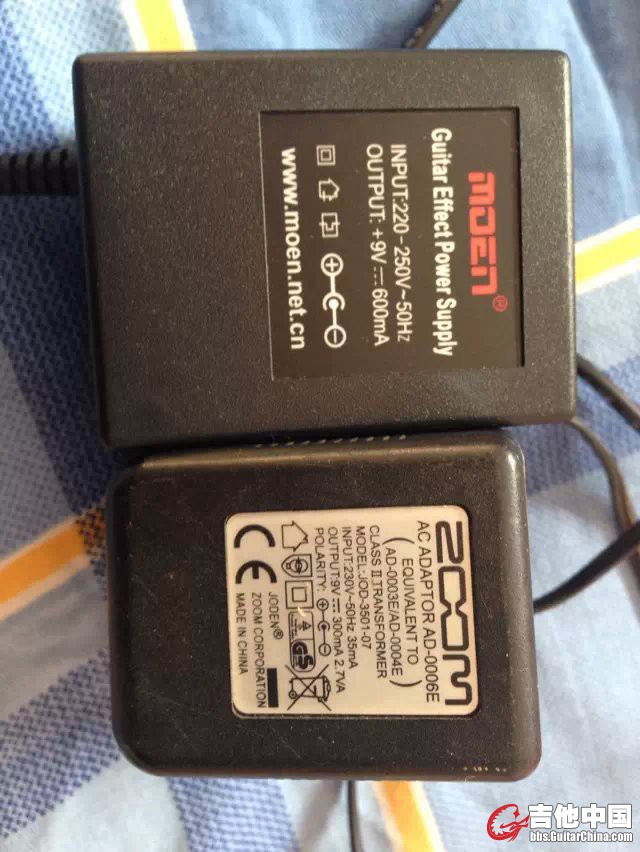 MOEN®
Guitar Effect Power Supply
INPUT:220-250V~50Hz
OUTPUT: +9V⎓600mA
www.moen.net.cn
ZOOM
AC ADAPTOR AD-0006E
EQUIVALENT TO
(AD-0003E/AD-0004E)
CLASS II TRANSFORMER
MODEL:JOD-3501-07
INPUT:230V~50Hz 35mA
OUTPUT:9V⎓300mA 2.7VA
POLARITY:
GS
CE
JODEN®
ZOOM CORPORATION
MADE IN CHINA
吉他中国
bbs.GuitarChina.com